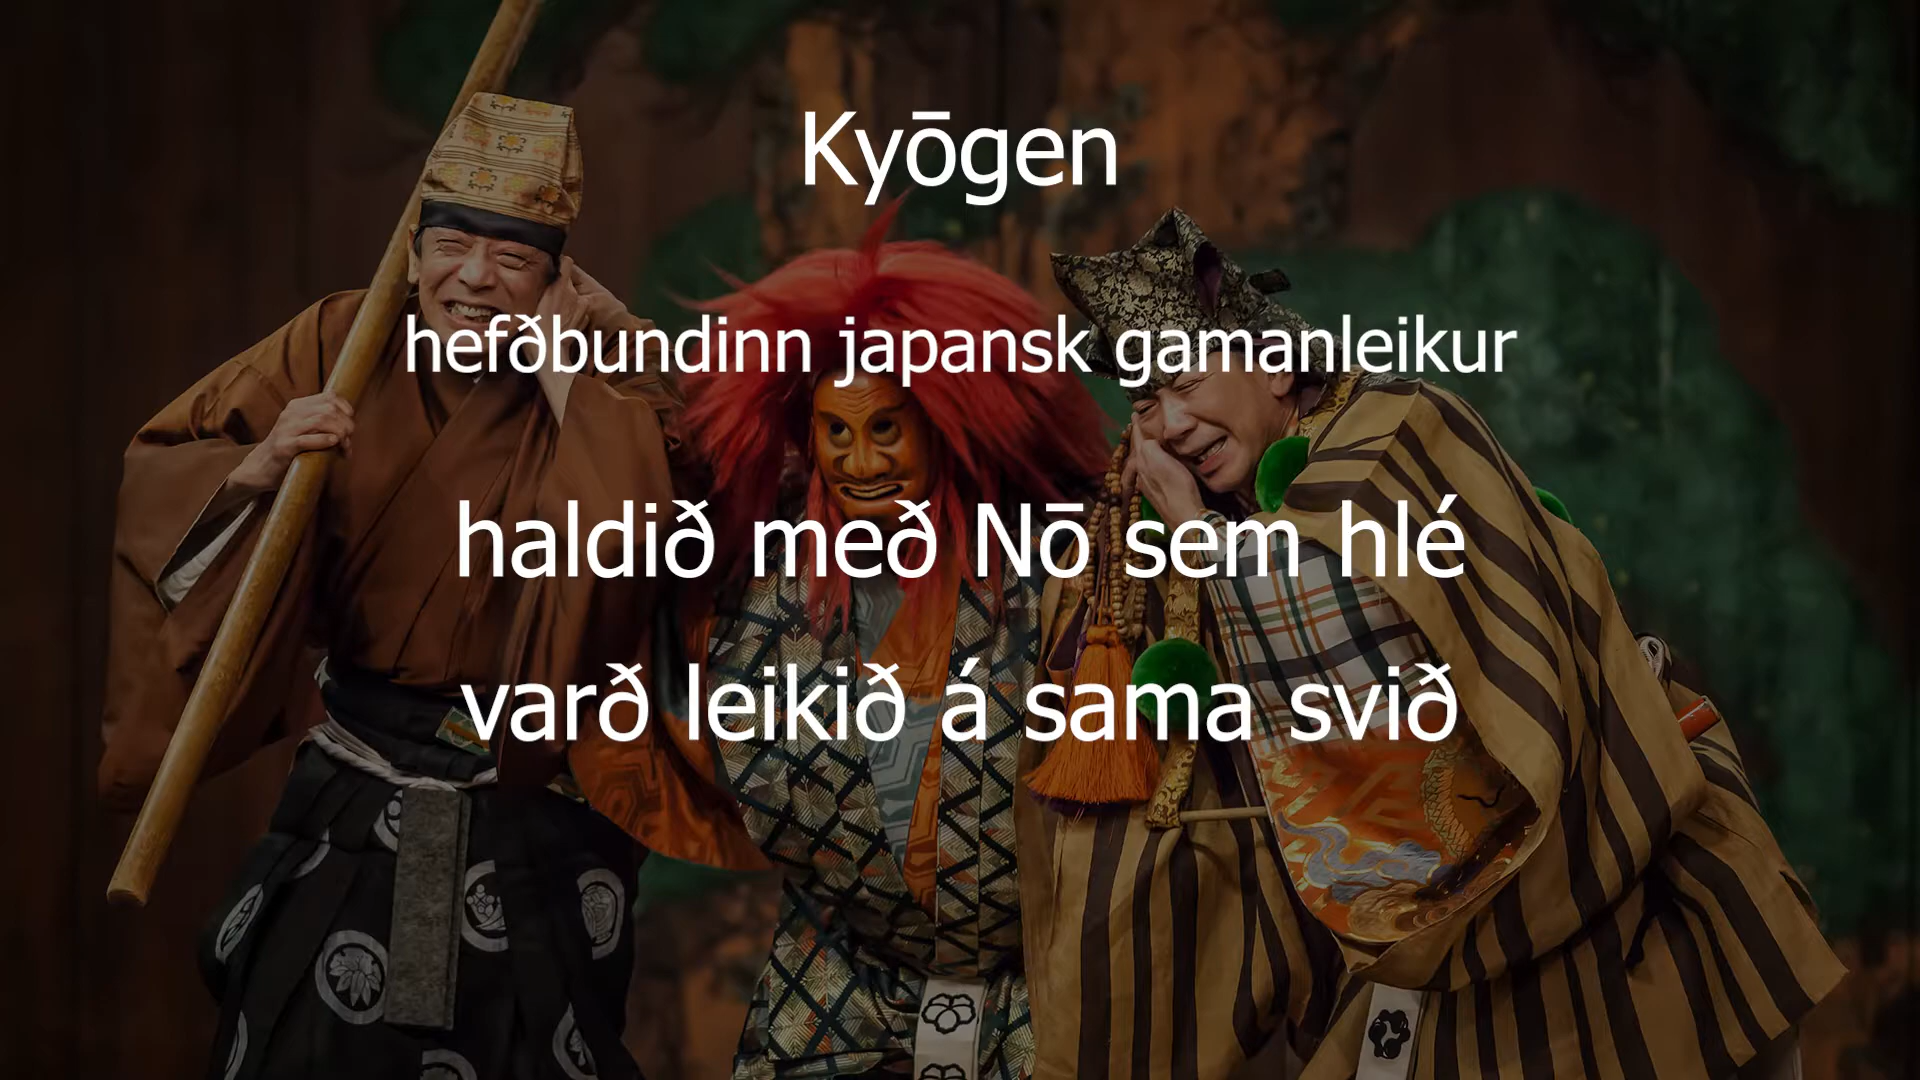 Kyōgen
hefðbundinn japansk gamanleikur
haldið með Nō sem hlé
varð leikið á sama svið